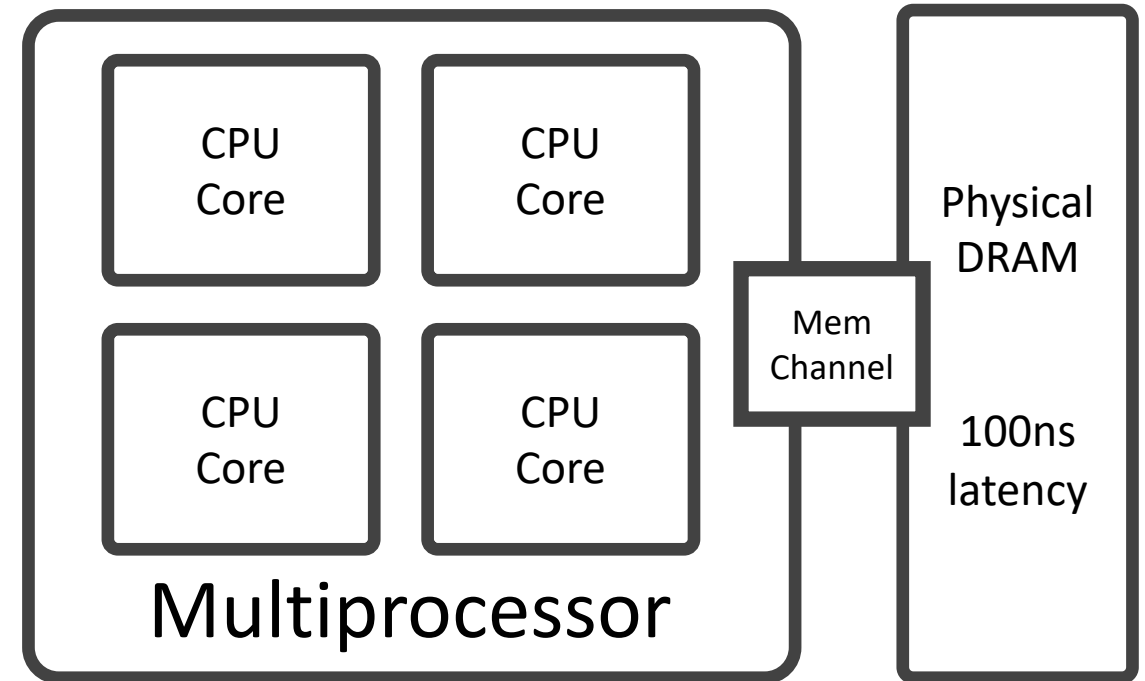 CPU
Core
CPU
Core
CPU
Core
CPU
Core
Multiprocessor
Mem
Channel
Physical
DRAM
100ns
latency